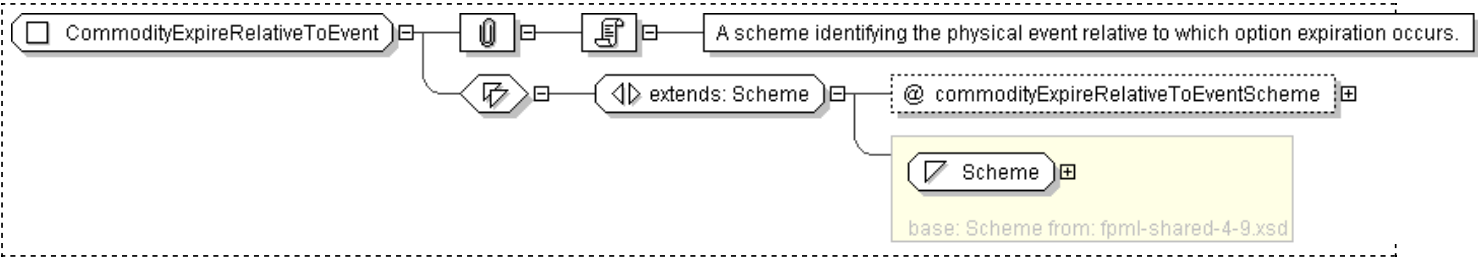 CommodityExpireRelativeToEvent
A scheme identifying the physical event relative to which option expiration occurs.
extends: Scheme
@ commodityExpireRelativeToEventScheme
Scheme
base: Scheme from: fpml-shared-4-9.xsd